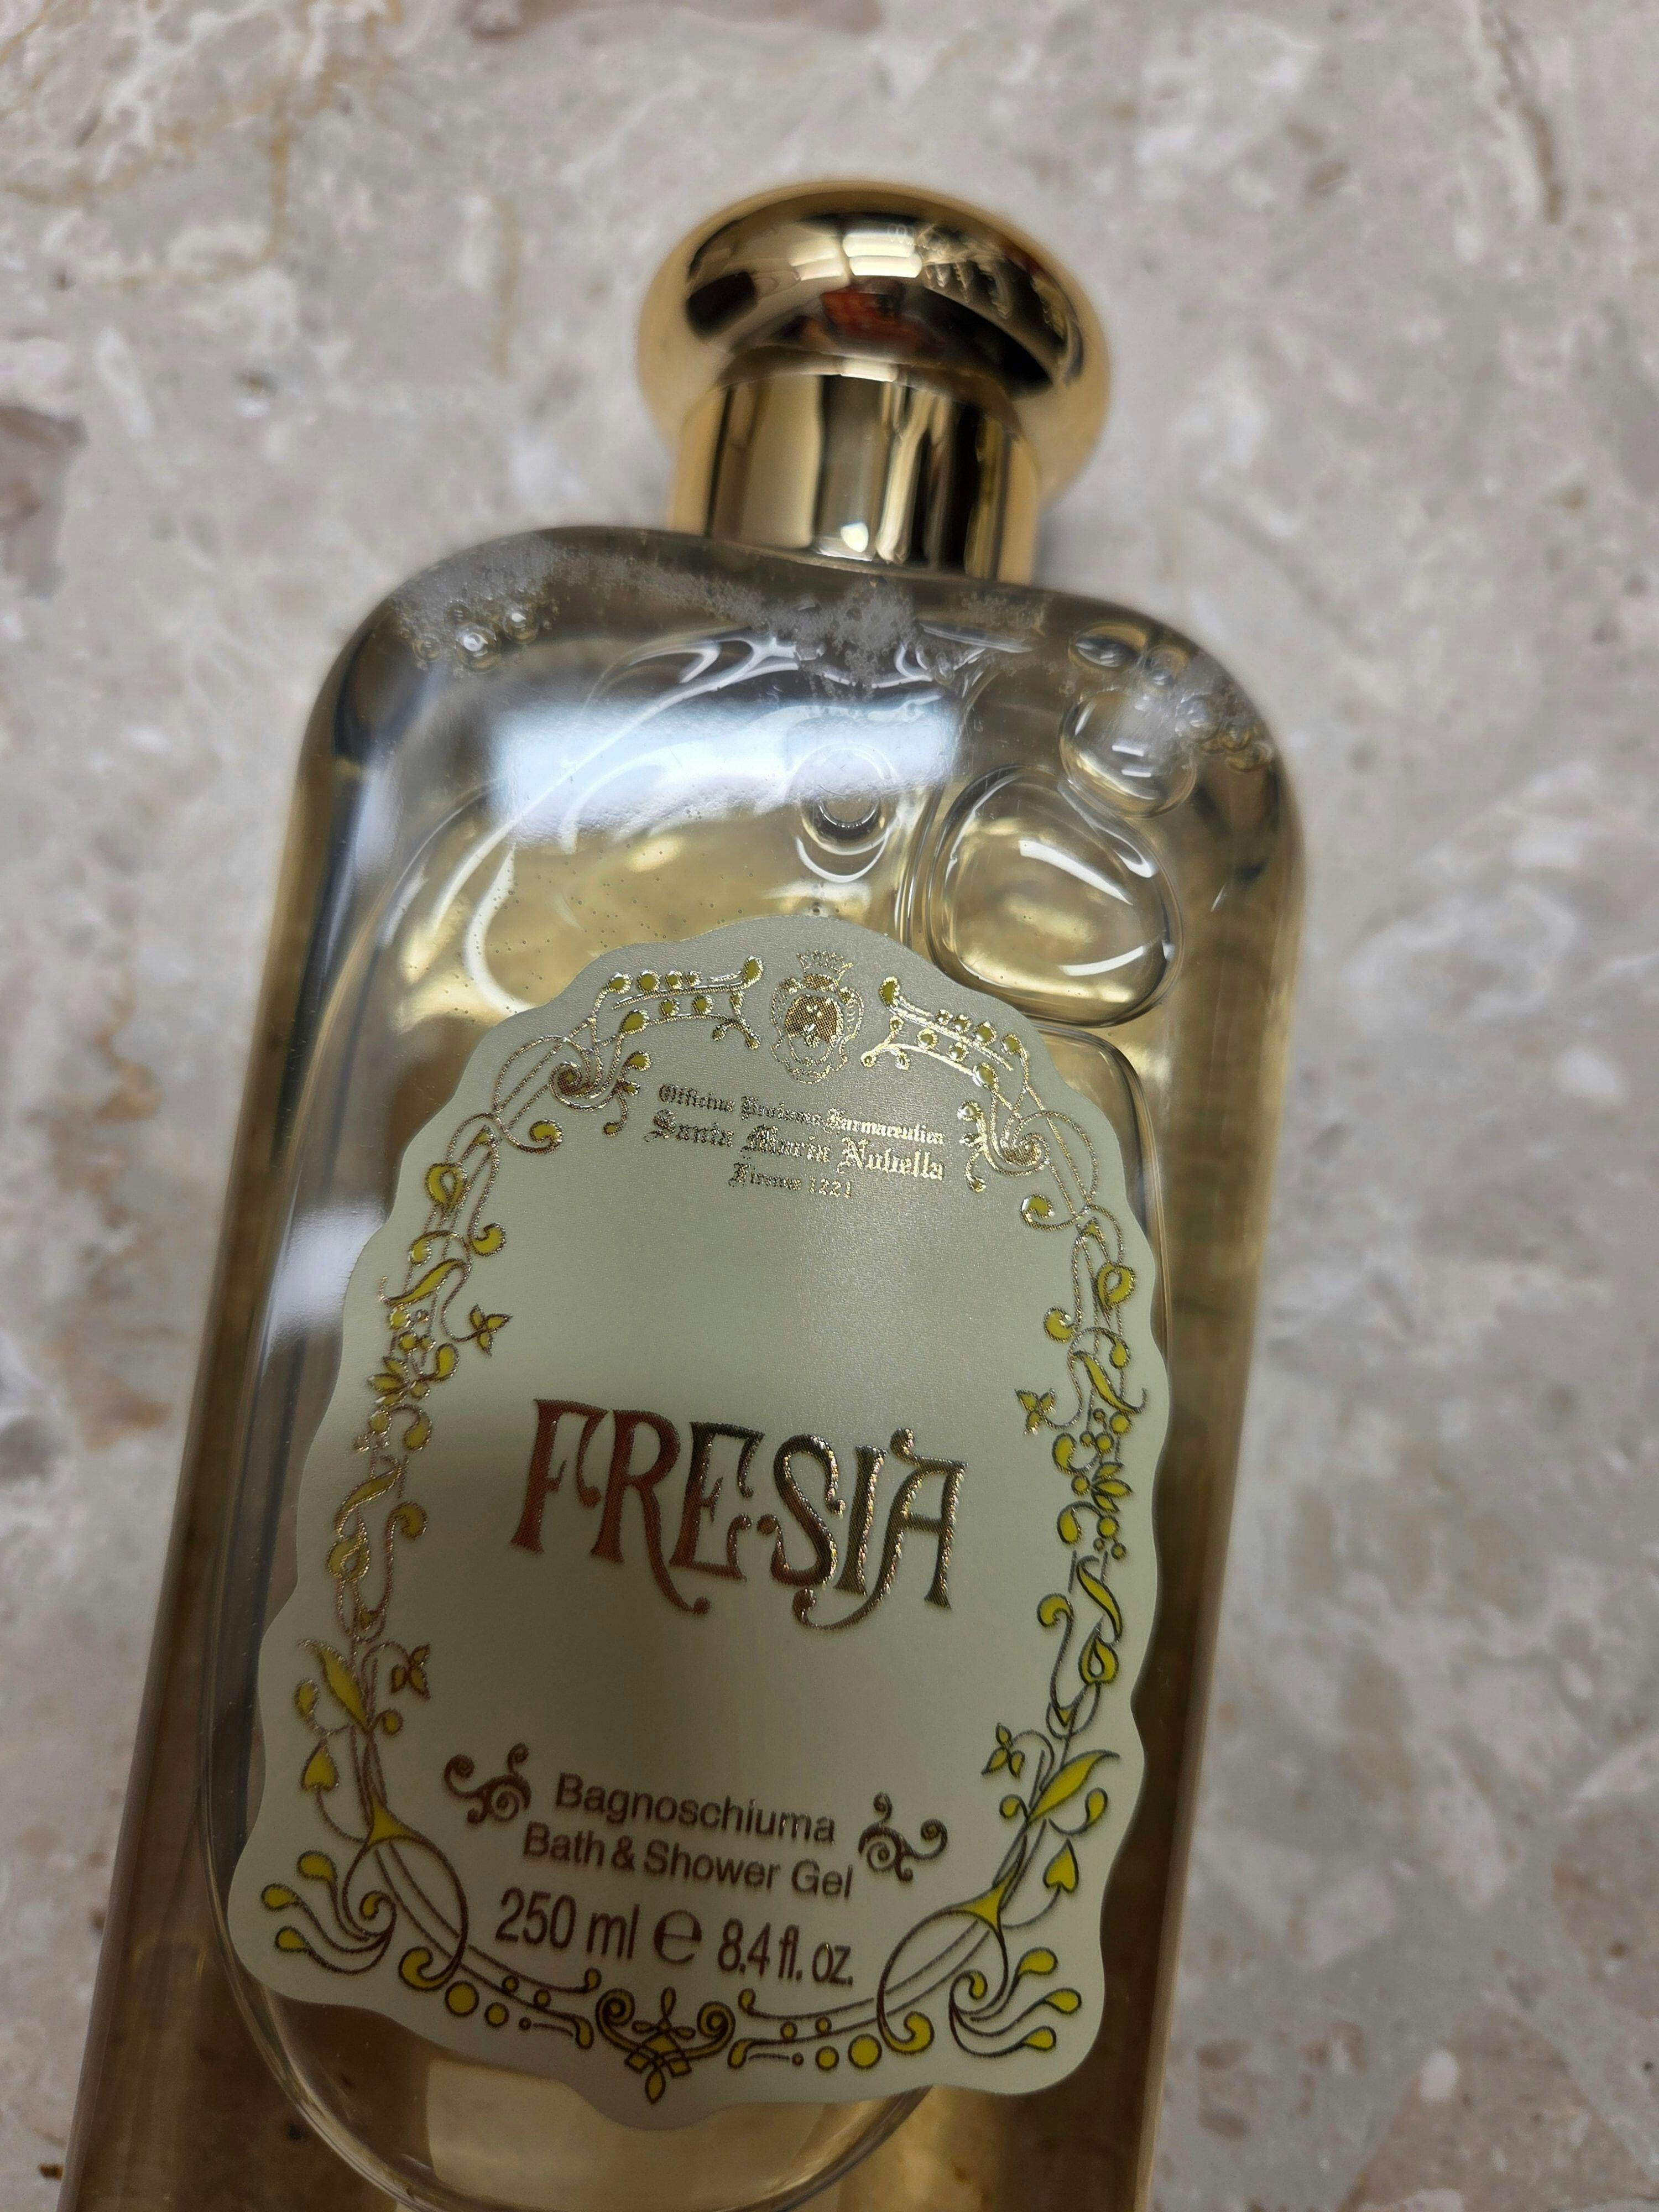 Officina Profumo-Farmaceutica
Santa Maria Novella
Firenze 1221
FRESIA
Bagnoschiuma
Bath & Shower Gel
250 ml ℮ 8.4 fl. oz.